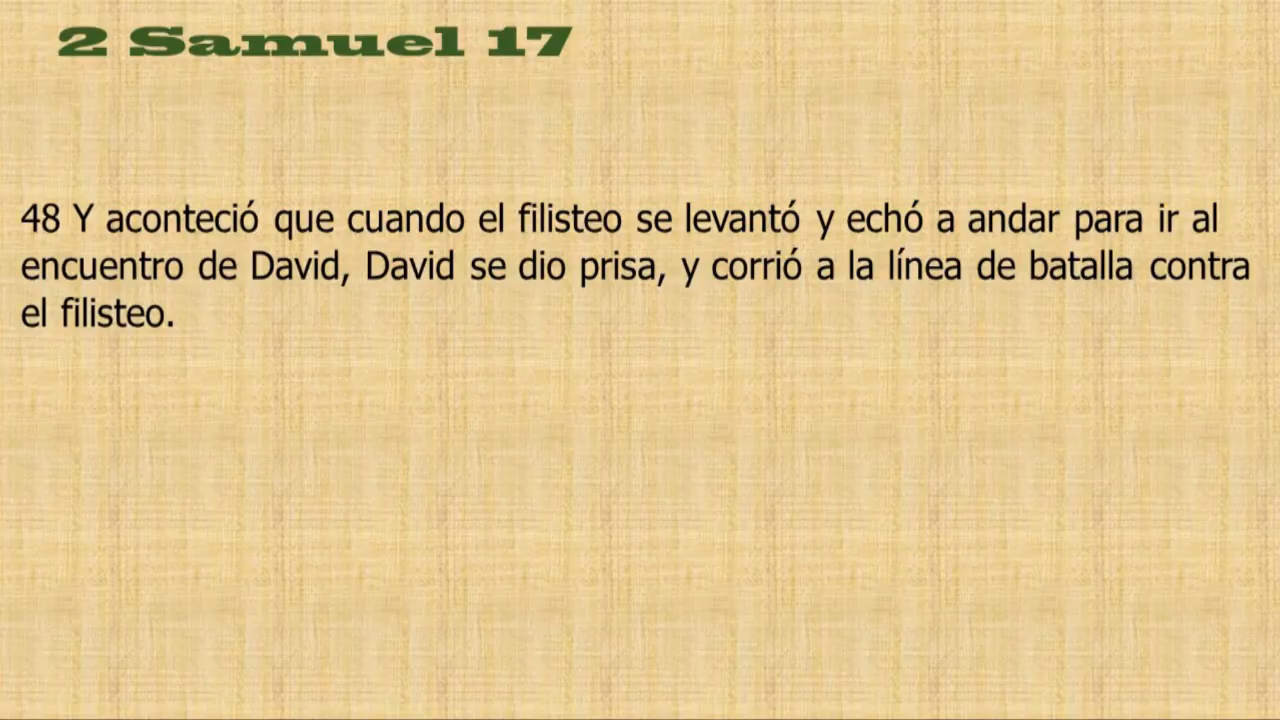 2 Samuel 17
48 Y aconteció que cuando el filisteo se levantó y echó a andar para ir al
encuentro de David, David se dio prisa, y corrió a la línea de batalla contra
el filisteo.